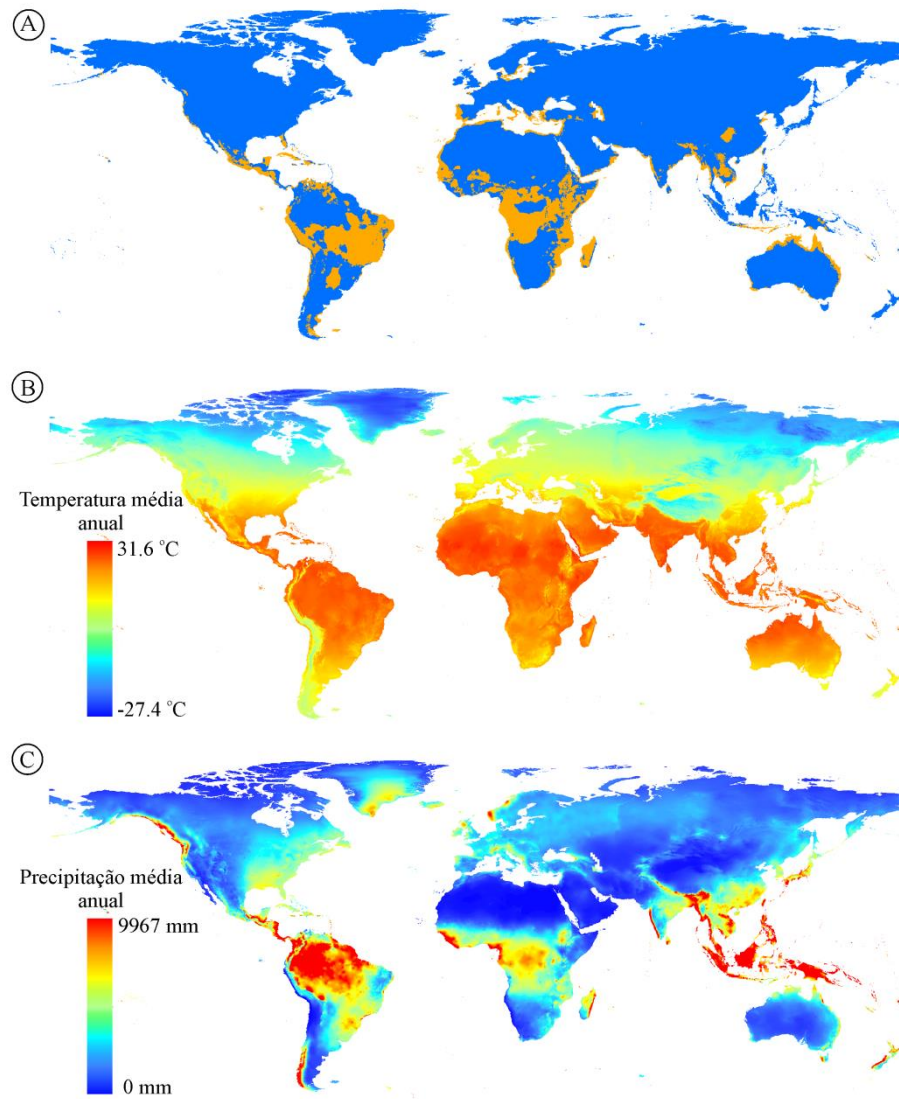 A
B
Temperatura média
anual
31.6 °C
-27.4 °C
C
Precipitação média
anual
9967 mm
0 mm